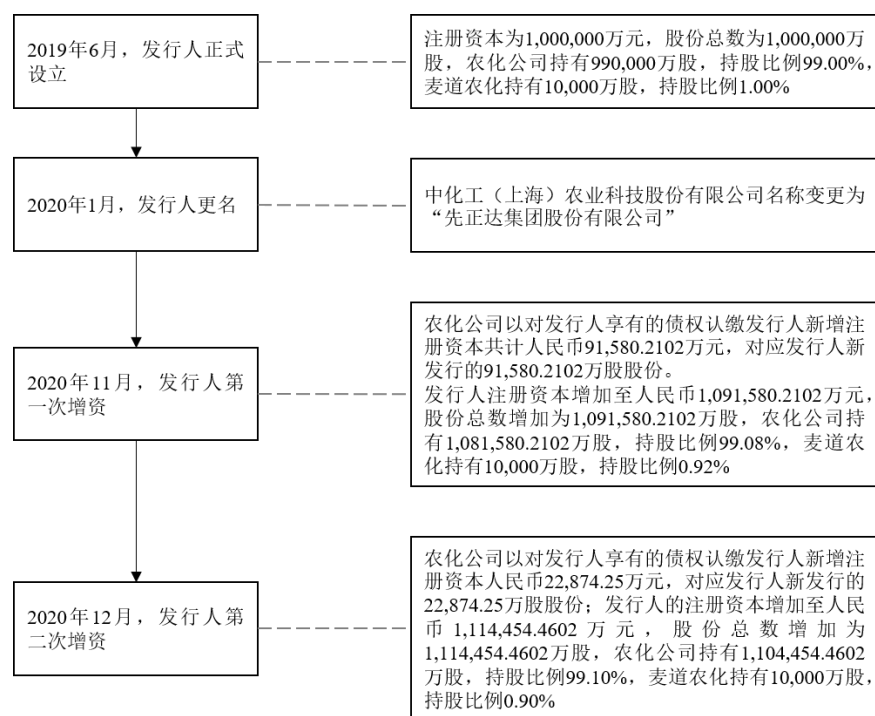 2019年6月，发行人正式
设立
注册资本为1,000,000万元，股份总数为1,000,000万
股，农化公司持有990,000万股，持股比例99.00%，
麦道农化持有10,000万股，持股比例1.00%
2020年1月，发行人更名
中化工（上海）农业科技股份有限公司名称变更为
“先正达集团股份有限公司”
2020年11月，发行人第
一次增资
农化公司以对发行人享有的债权认缴发行人新增注
册资本共计人民币91,580.2102万元，对应发行人新
发行的91,580.2102万股股份。
发行人注册资本增加至人民币1,091,580.2102万元，
股份总数增加为1,091,580.2102万股，农化公司持
有1,081,580.2102万股，持股比例99.08%，麦道农
化持有10,000万股，持股比例0.92%
2020年12月，发行人第
二次增资
农化公司以对发行人享有的债权认缴发行人新增注
册资本人民币22,874.25万元，对应发行人新发行的
22,874.25万股股份；发行人的注册资本增加至人民
币1,114,454.4602万元，股份总数增加为
1,114,454.4602万股，农化公司持有1,104,454.4602
万股，持股比例99.10%，麦道农化持有10,000万股，
持股比例0.90%